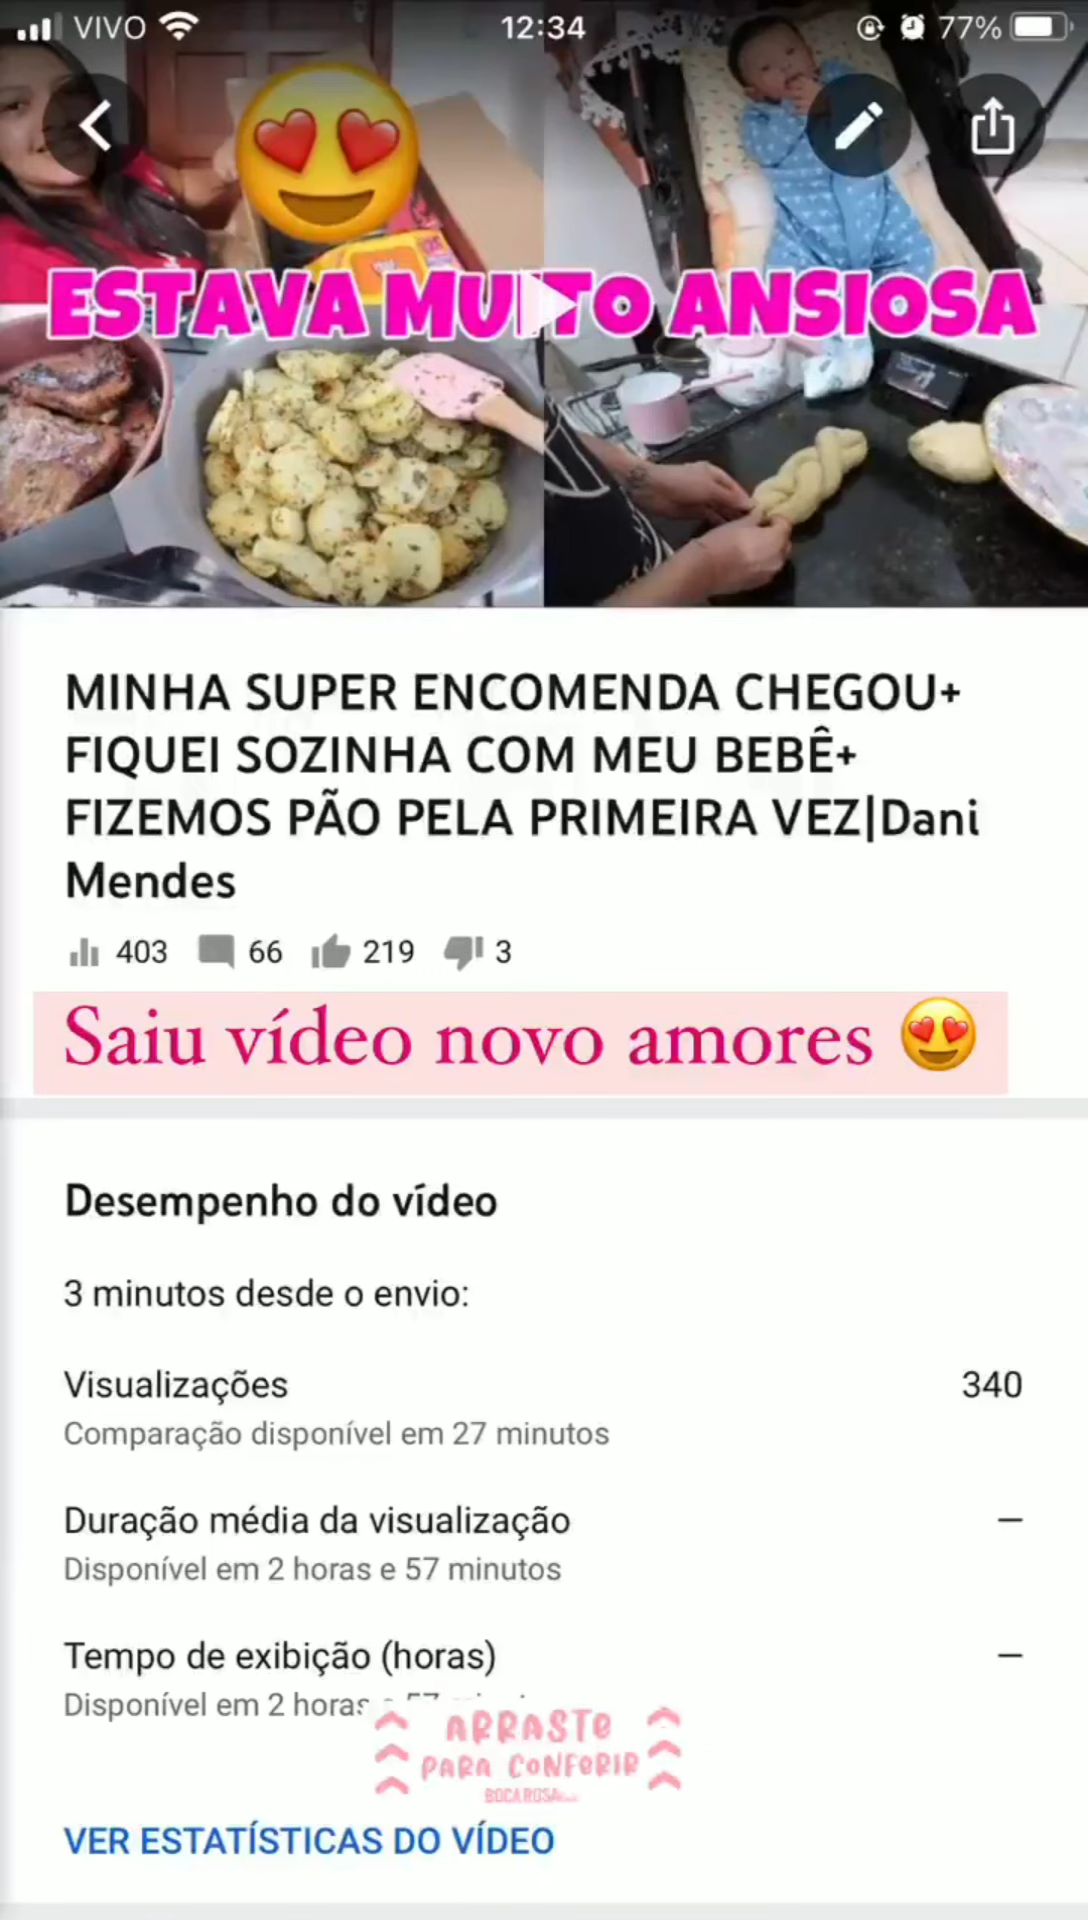 VIVO 12:34 77%
ESTAVA MUITO ANSIOSA
MINHA SUPER ENCOMENDA CHEGOU+
FIQUEI SOZINHA COM MEU BEBÊ+
FIZEMOS PÃO PELA PRIMEIRA VEZ|Dani
Mendes
403 66 219 3
Saiu vídeo novo amores 😍
Desempenho do vídeo
3 minutos desde o envio:
Visualizações 340
Comparação disponível em 27 minutos
Duração média da visualização –
Disponível em 2 horas e 57 minutos
Tempo de exibição (horas) –
Disponível em 2 horas
ARRASTE
PARA CONFERIR
BOCA ROSA
VER ESTATÍSTICAS DO VÍDEO